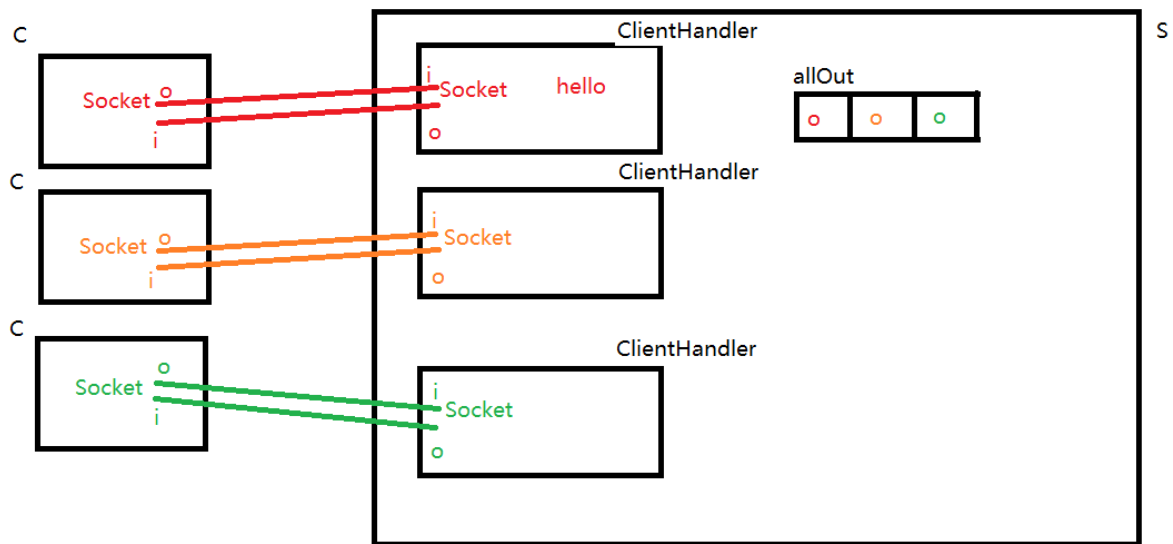 C
ClientHandler
S
Socket
o
i
i
Socket
hello
o
allOut
o
o
o
C
ClientHandler
Socket
o
i
i
Socket
o
C
ClientHandler
Socket
o
i
i
Socket
o